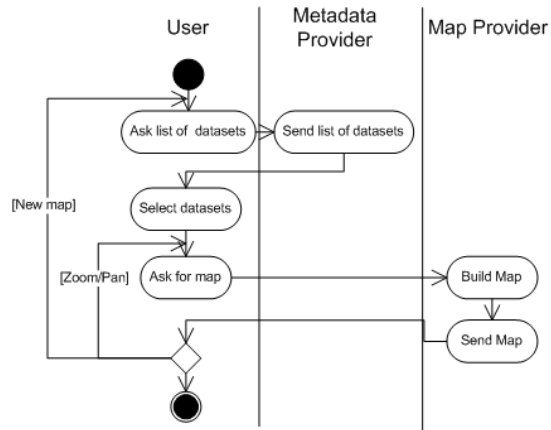 User
Metadata
Provider
Map Provider
Ask list of datasets
Send list of datasets
[New map]
Select datasets
[Zoom/Pan]
Ask for map
Build Map
Send Map